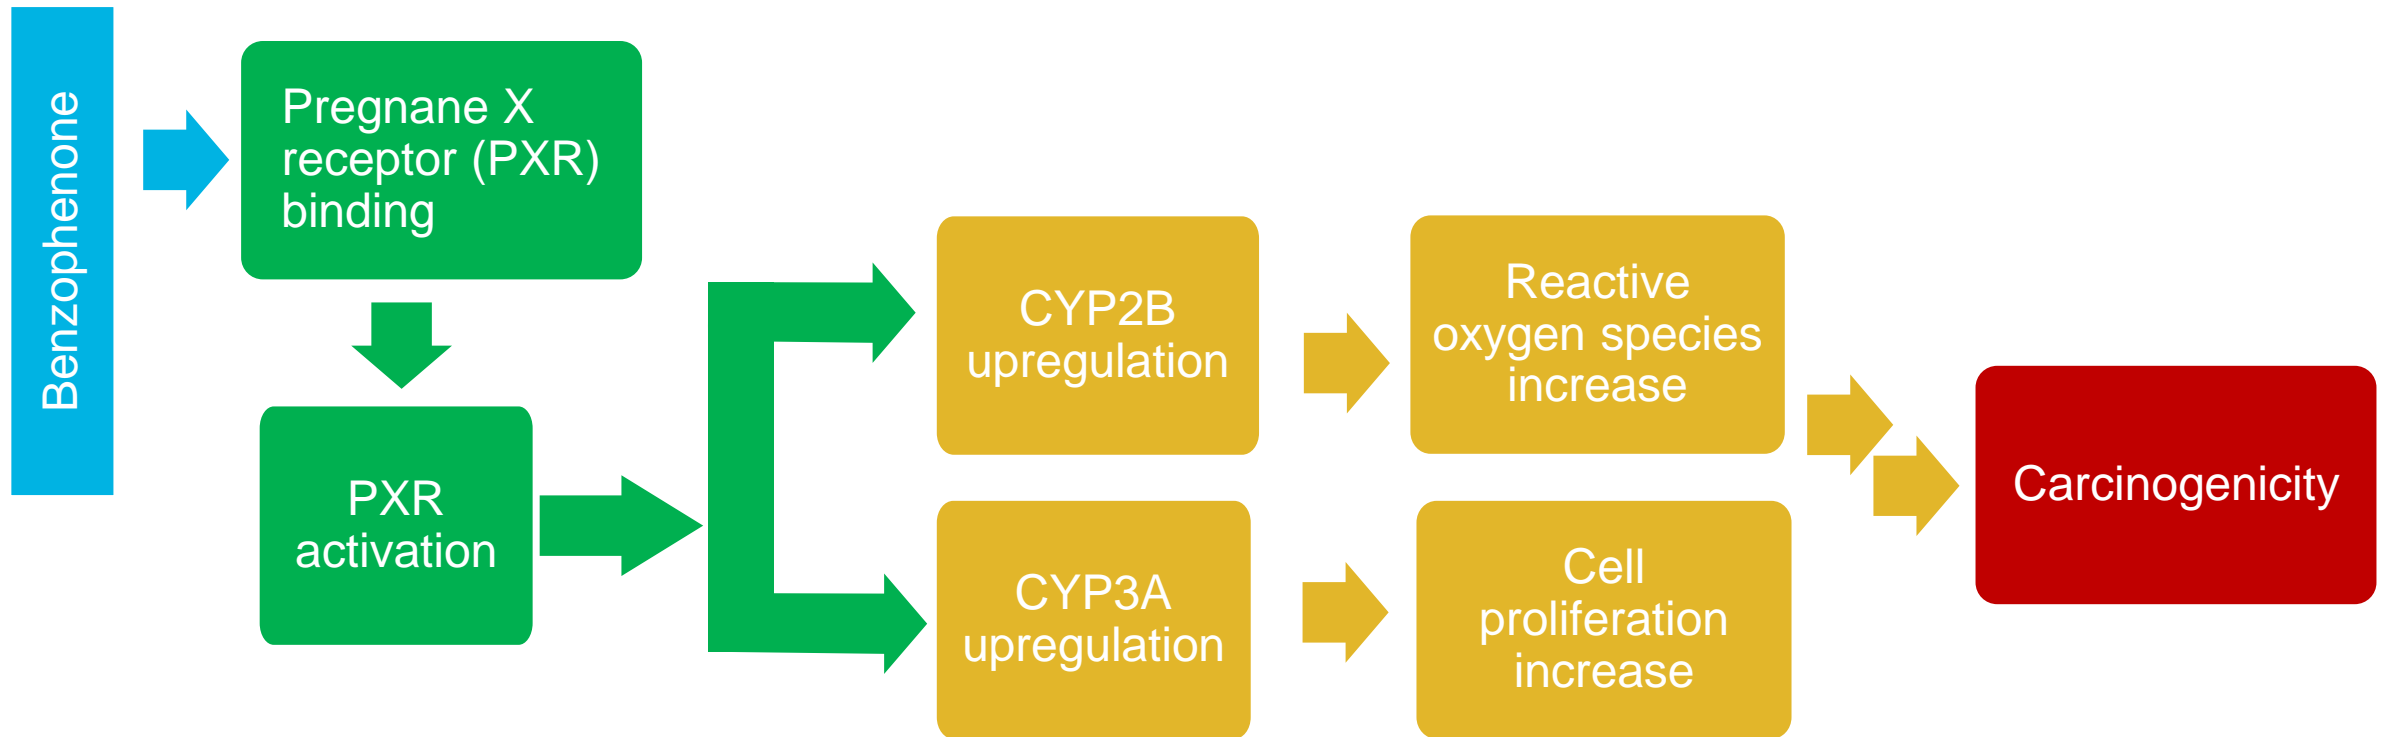 Benzophenone
Pregnane X
receptor (PXR)
binding
PXR
activation
CYP2B
upregulation
Reactive
oxygen species
increase
CYP3A
upregulation
Cell
proliferation
increase
Carcinogenicity